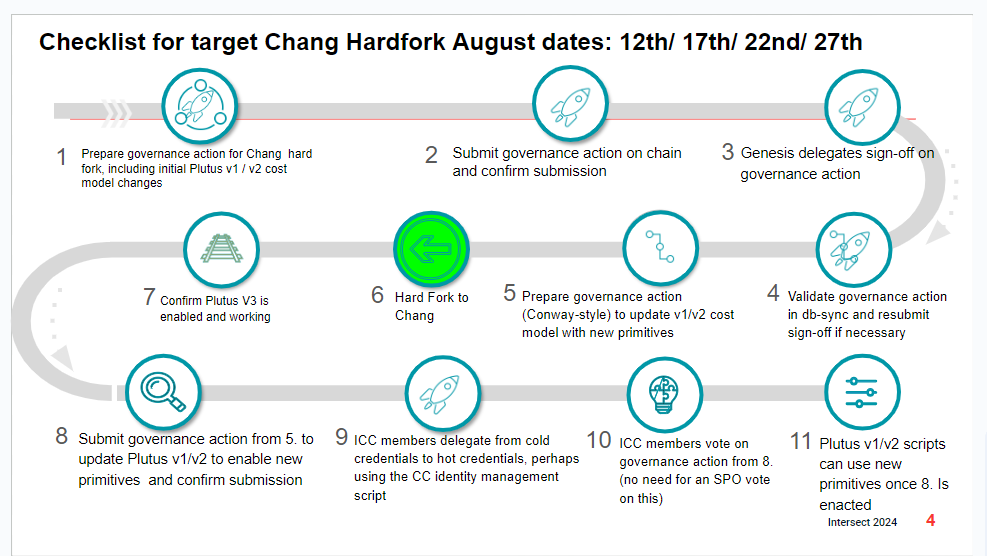 Checklist for target Chang Hardfork August dates: 12th/ 17th/ 22nd/ 27th
1
Prepare governance action for Chang hard
fork, including initial Plutus v1 / v2 cost
model changes
2
Submit governance action on chain
and confirm submission
3
Genesis delegates sign-off on
governance action
4
Validate governance action
in db-sync and resubmit
sign-off if necessary
5
Prepare governance action
(Conway-style) to update v1/v2 cost
model with new primitives
6
Hard Fork to
Chang
7
Confirm Plutus V3 is
enabled and working
8
Submit governance action from 5. to
update Plutus v1/v2 to enable new
primitives and confirm submission
9
ICC members delegate from cold
credentials to hot credentials, perhaps
using the CC identity management
script
10
ICC members vote on
governance action from 8.
(no need for an SPO vote
on this)
11
Plutus v1/v2 scripts
can use new
primitives once 8. Is
enacted
Intersect 2024
4